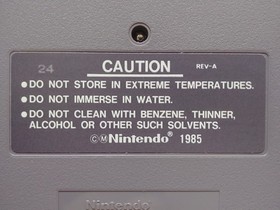 24
CAUTION REV-A
●DO NOT STORE IN EXTREME TEMPERATURES.
●DO NOT IMMERSE IN WATER.
●DO NOT CLEAN WITH BENZENE, THINNER,
ALCOHOL OR OTHER SUCH SOLVENTS.
©ⓂNintendo 1985
Nintendo